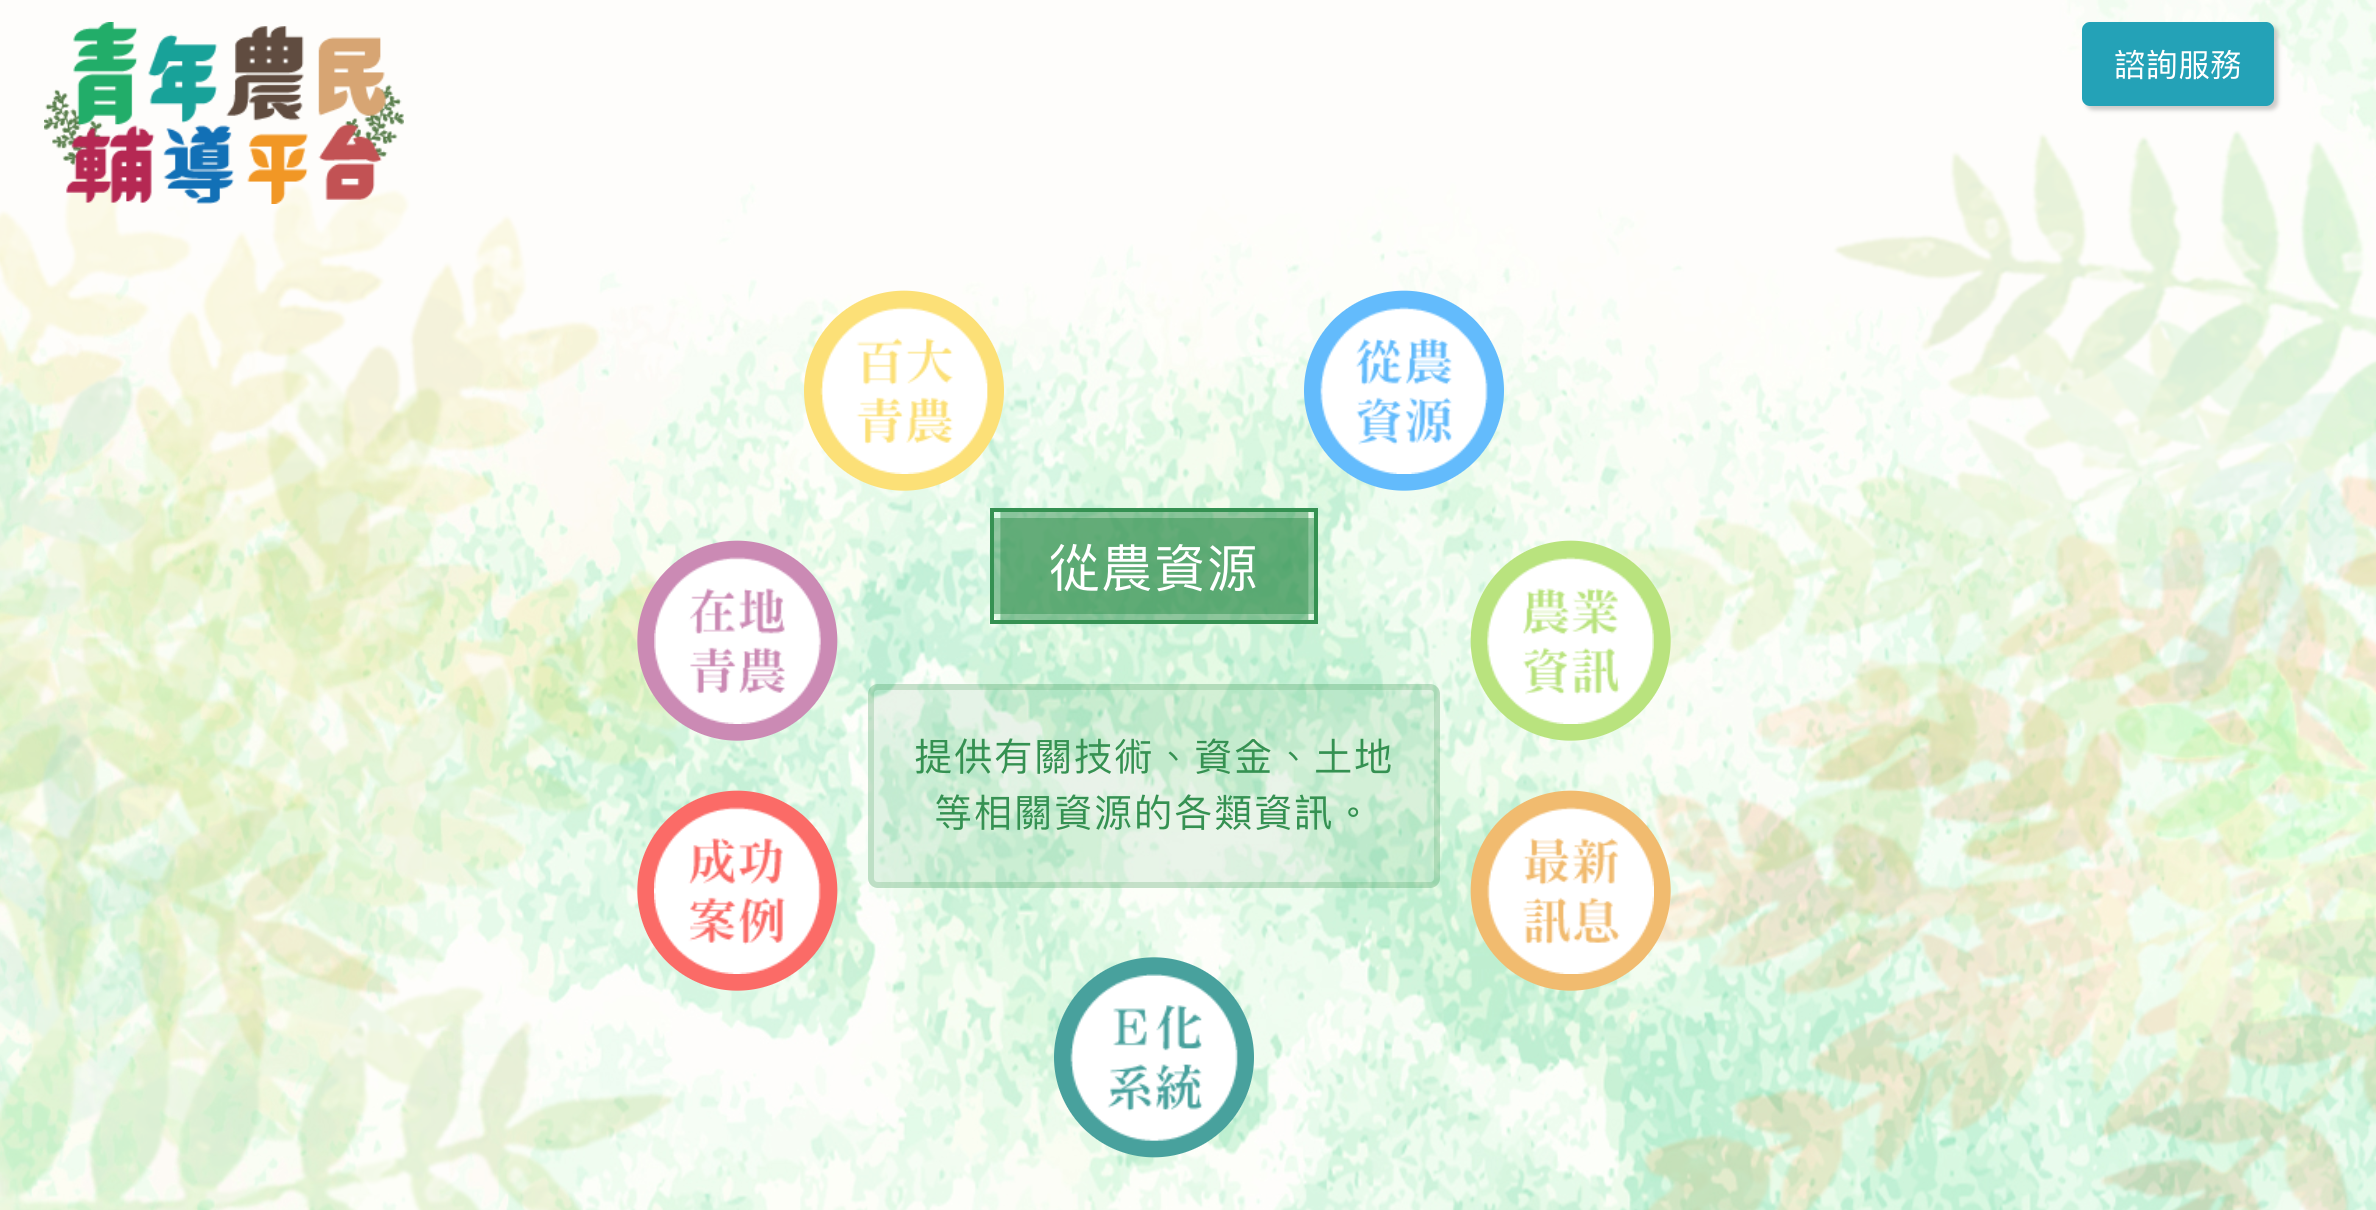 青年農民
輔導平台
諮詢服務
百大
青農
從農
資源
從農資源
在地
青農
農業
資訊
提供有關技術、資金、土地
等相關資源的各類資訊。
成功
案例
最新
訊息
E化
系統